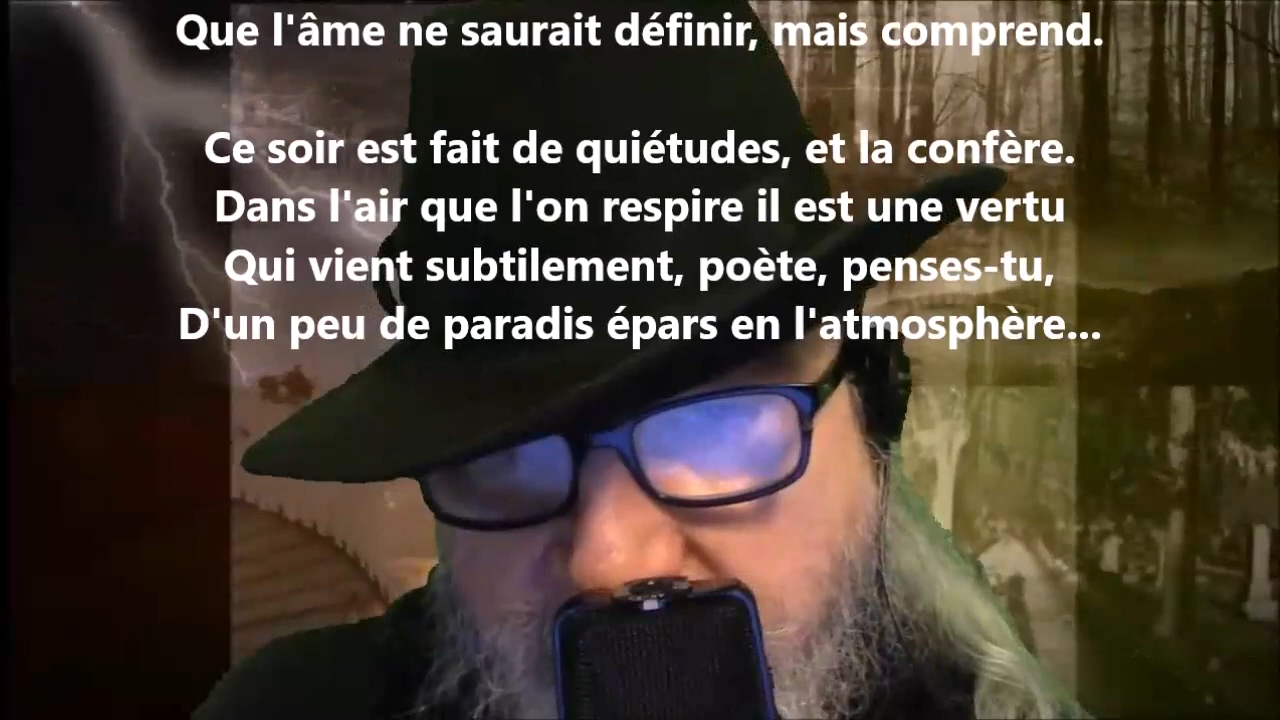 Que l'âme ne saurait définir, mais comprend.
Ce soir est fait de quiétudes, et la confère.
Dans l'air que l'on respire il est une vertu
Qui vient subtilement, poète, penses-tu,
D'un peu de paradis épars en l'atmosphère...